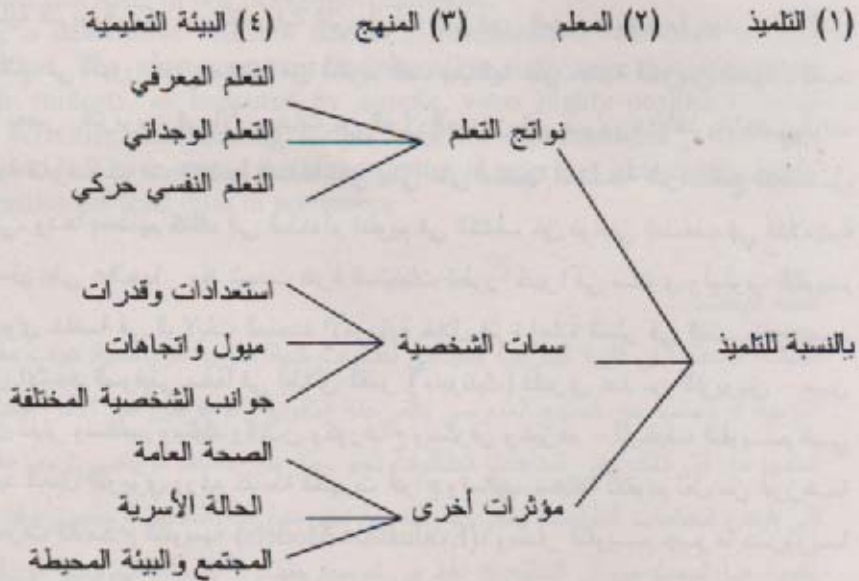 (١) التلميذ (٢) المعلم (٣) المنهج (٤) البيئة التعليمية
التعلم المعرفي
نواتج التعلم التعلم الوجداني
التعلم النفسي حركي
استعدادات وقدرات
بالنسبة للتلميذ سمات الشخصية ميول واتجاهات
جوانب الشخصية المختلفة
الصحة العامة
مؤثرات أخرى الحالة الأسرية
المجتمع والبيئة المحيطة